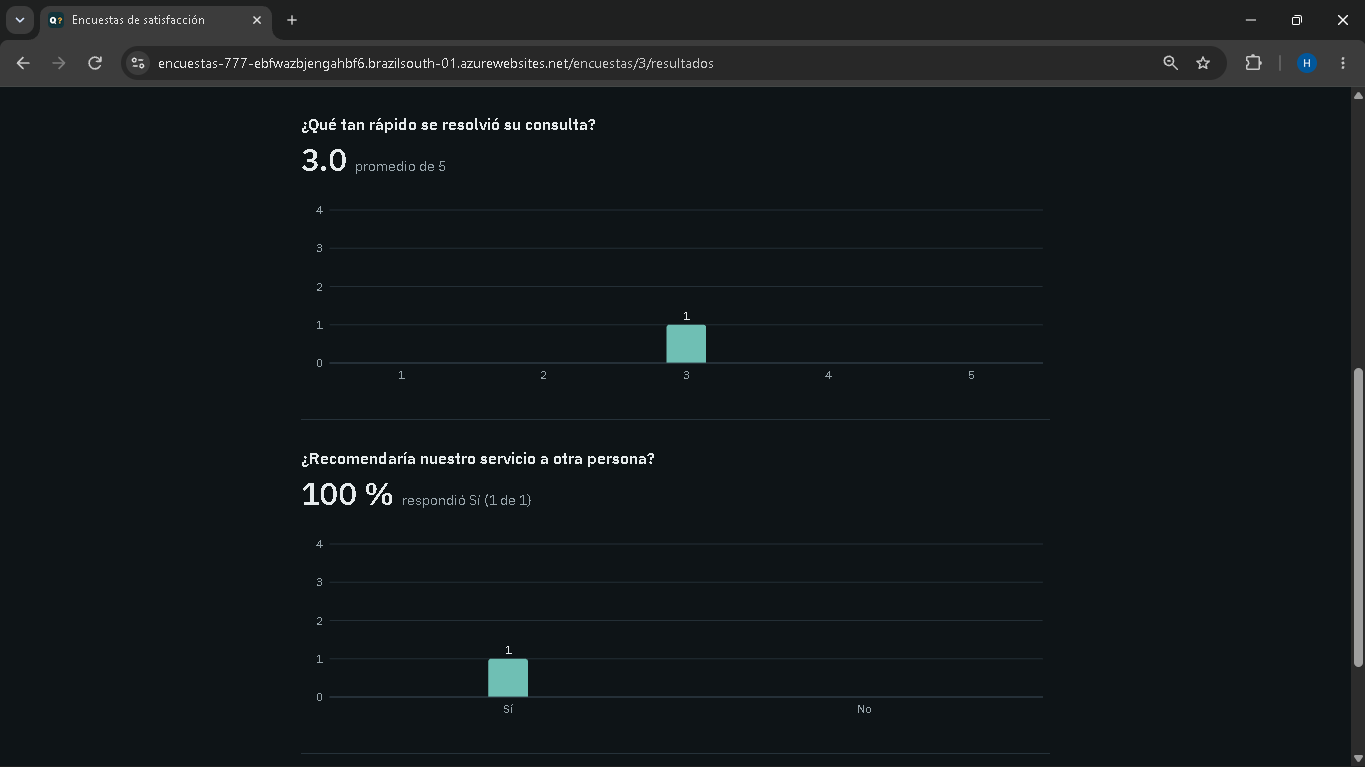 Encuestas de satisfacción
encuestas-777-ebfwazbjengahbf6.brazilsouth-01.azurewebsites.net/encuestas/3/resultados
H
¿Qué tan rápido se resolvió su consulta?
3.0 promedio de 5
4
3
2
1
1
0
1 2 3 4 5
¿Recomendaría nuestro servicio a otra persona?
100 % respondió Sí (1 de 1)
4
3
2
1
1
0
Sí No